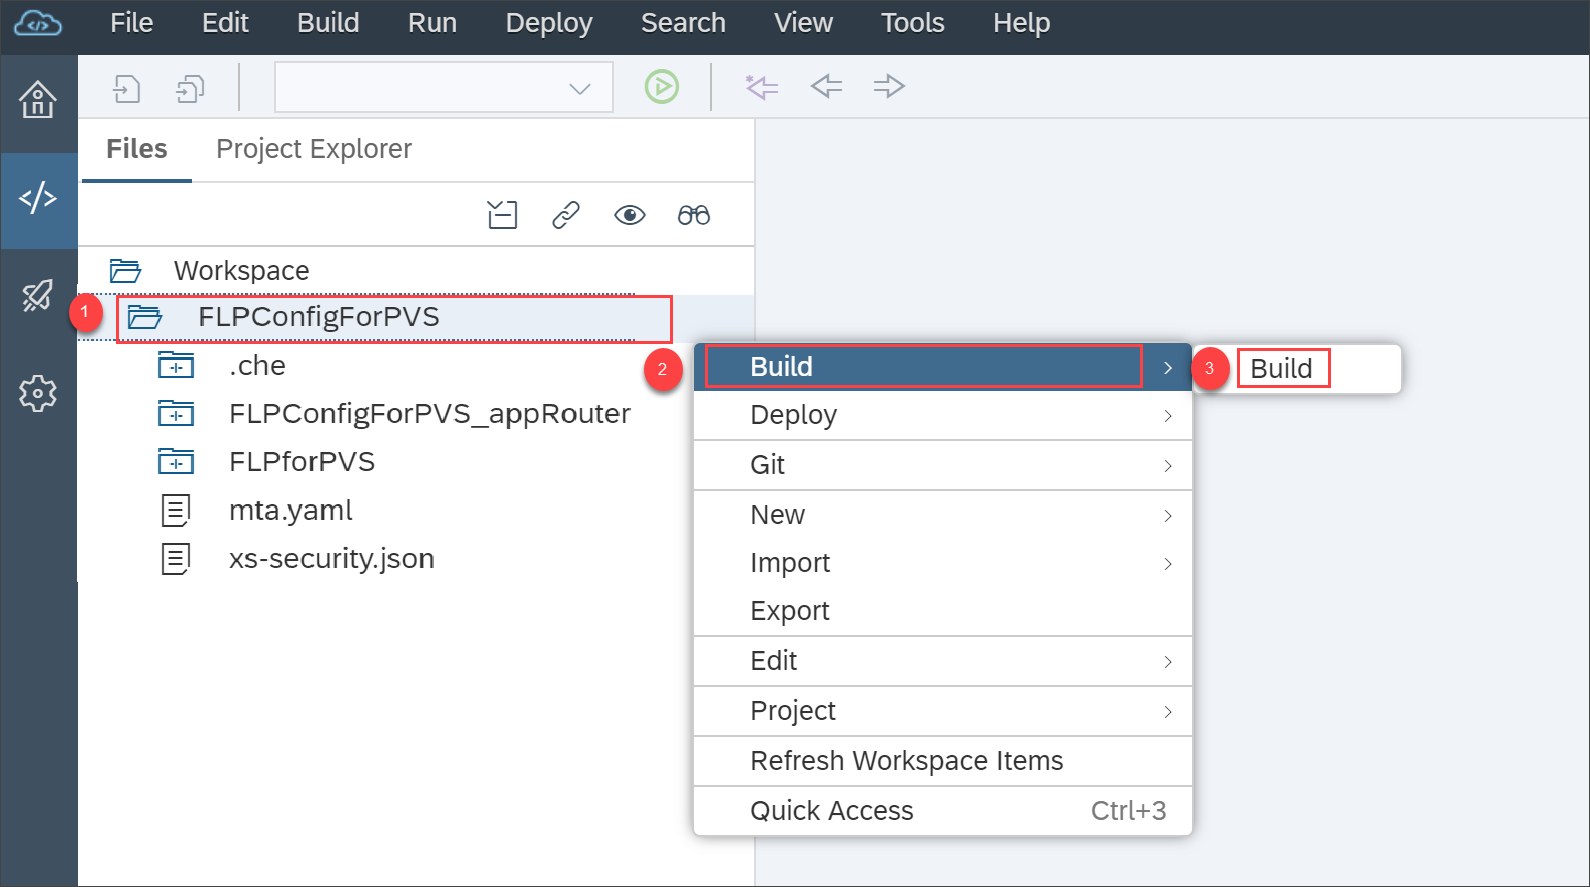 File Edit Build Run Deploy Search View Tools Help
Files Project Explorer
Workspace
1 FLPConfigForPVS
.che
FLPConfigForPVS_appRouter
FLPforPVS
mta.yaml
xs-security.json
2 Build
3 Build
Deploy
Git
New
Import
Export
Edit
Project
Refresh Workspace Items
Quick Access Ctrl+3